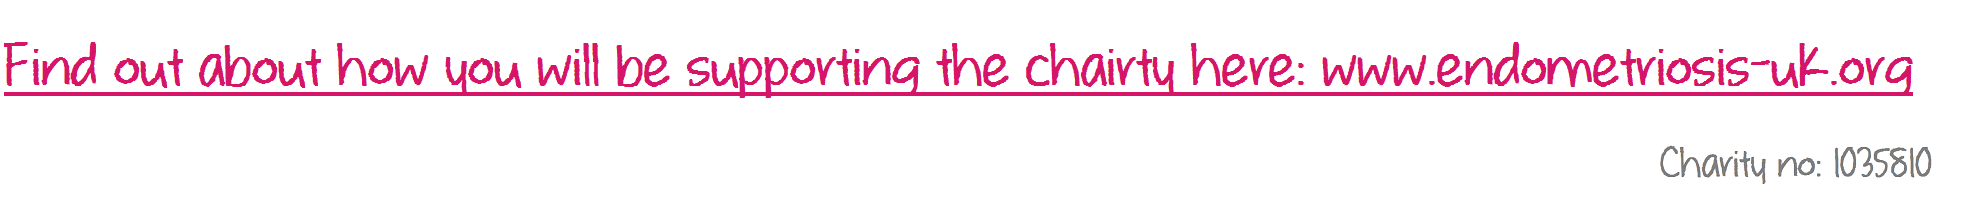 Find out about how you will be supporting the chairty here: www.endometriosis-uk.org
Charity no: 1035810